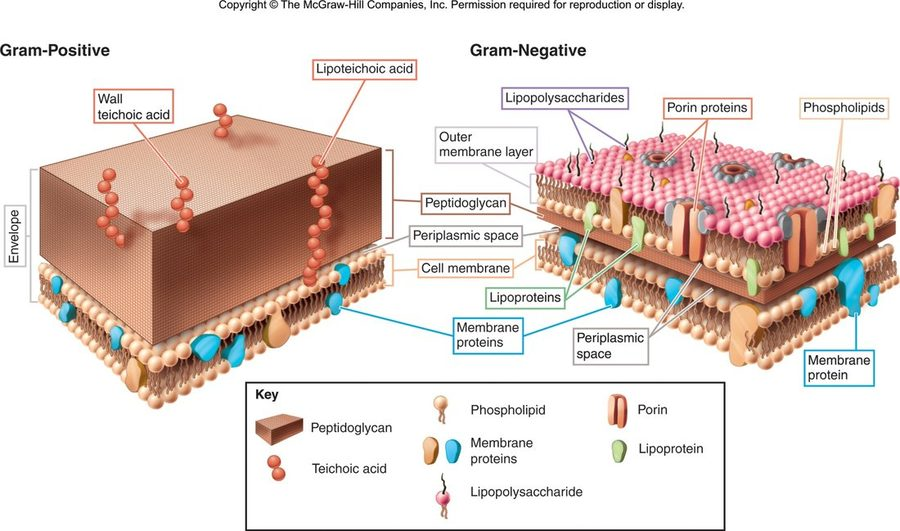 Copyright © The McGraw-Hill Companies, Inc. Permission required for reproduction or display.
Gram-Positive
Gram-Negative
Lipoteichoic acid
Wall
teichoic acid
Lipopolysaccharides
Porin proteins
Phospholipids
Outer
membrane layer
Envelope
Peptidoglycan
Periplasmic space
Cell membrane
Lipoproteins
Membrane
proteins
Periplasmic
space
Membrane
protein
Key
Peptidoglycan
Teichoic acid
Phospholipid
Membrane
proteins
Lipopolysaccharide
Porin
Lipoprotein